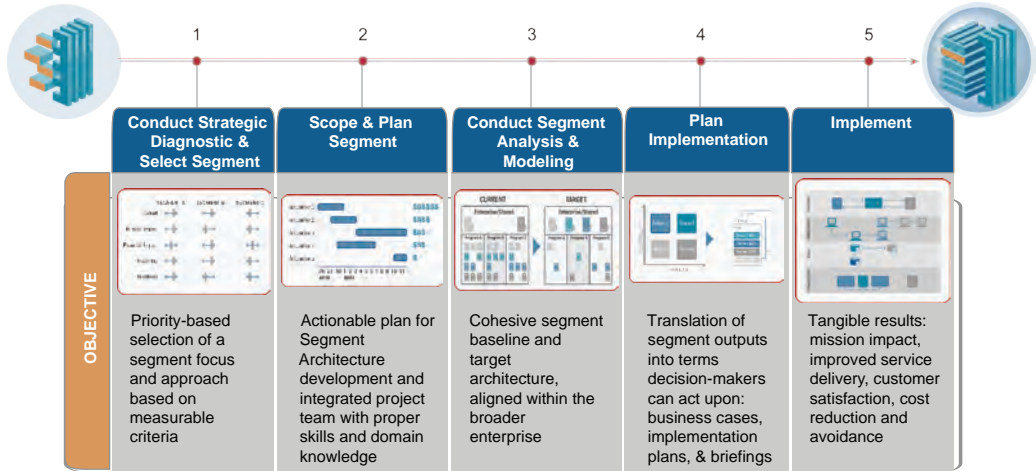 1
2
3
4
5
Conduct Strategic
Diagnostic &
Select Segment
Scope & Plan
Segment
Conduct Segment
Analysis &
Modeling
Plan
Implementation
Implement
OBJECTIVE
CURRENT
TARGET
Enterprise/Shared
Enterprise/Shared
Priority-based
selection of a
segment focus
and approach
based on
measurable
criteria
Actionable plan for
Segment
Architecture
development and
integrated project
team with proper
skills and domain
knowledge
Cohesive segment
baseline and
target
architecture,
aligned within the
broader
enterprise
Translation of
segment outputs
into terms
decision-makers
can act upon:
business cases,
implementation
plans, & briefings
Tangible results:
mission impact,
improved service
delivery, customer
satisfaction, cost
reduction and
avoidance